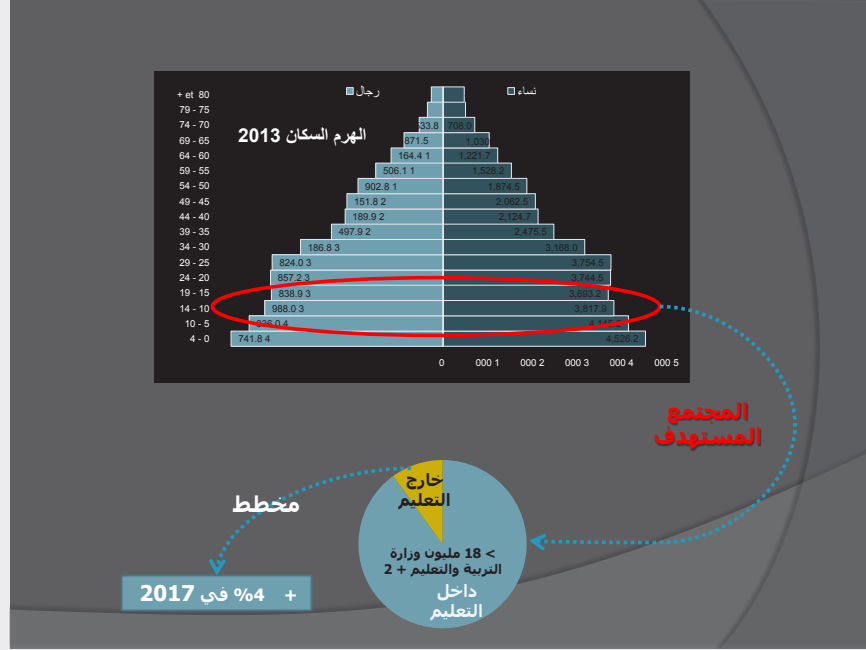 رجال
نساء
+ et 80
79 - 75
74 - 70
33.8 708.0
الهرم السكان 2013
69 - 65
871.5 1,030
64 - 60
164.4 1 1,221.7
59 - 55
506.1 1 1,528.2
54 - 50
902.8 1 1,874.5
49 - 45
151.8 2 2,062.5
44 - 40
189.9 2 2,124.7
39 - 35
497.9 2 2,475.5
34 - 30
186.8 3 3,168.0
29 - 25
824.0 3 3,754.5
24 - 20
857.2 3 3,744.5
19 - 15
838.9 3 3,693.2
14 - 10
988.0 3 3,817.9
10 - 5
4 - 0
741.8 4 4,526.2
0 000 1 000 2 000 3 000 4 000 5
المجتمع
المستهدف
خارج
التعليم
مخطط
> 18 مليون وزارة
التربية والتعليم + 2
داخل
التعليم
+ 4% في 2017